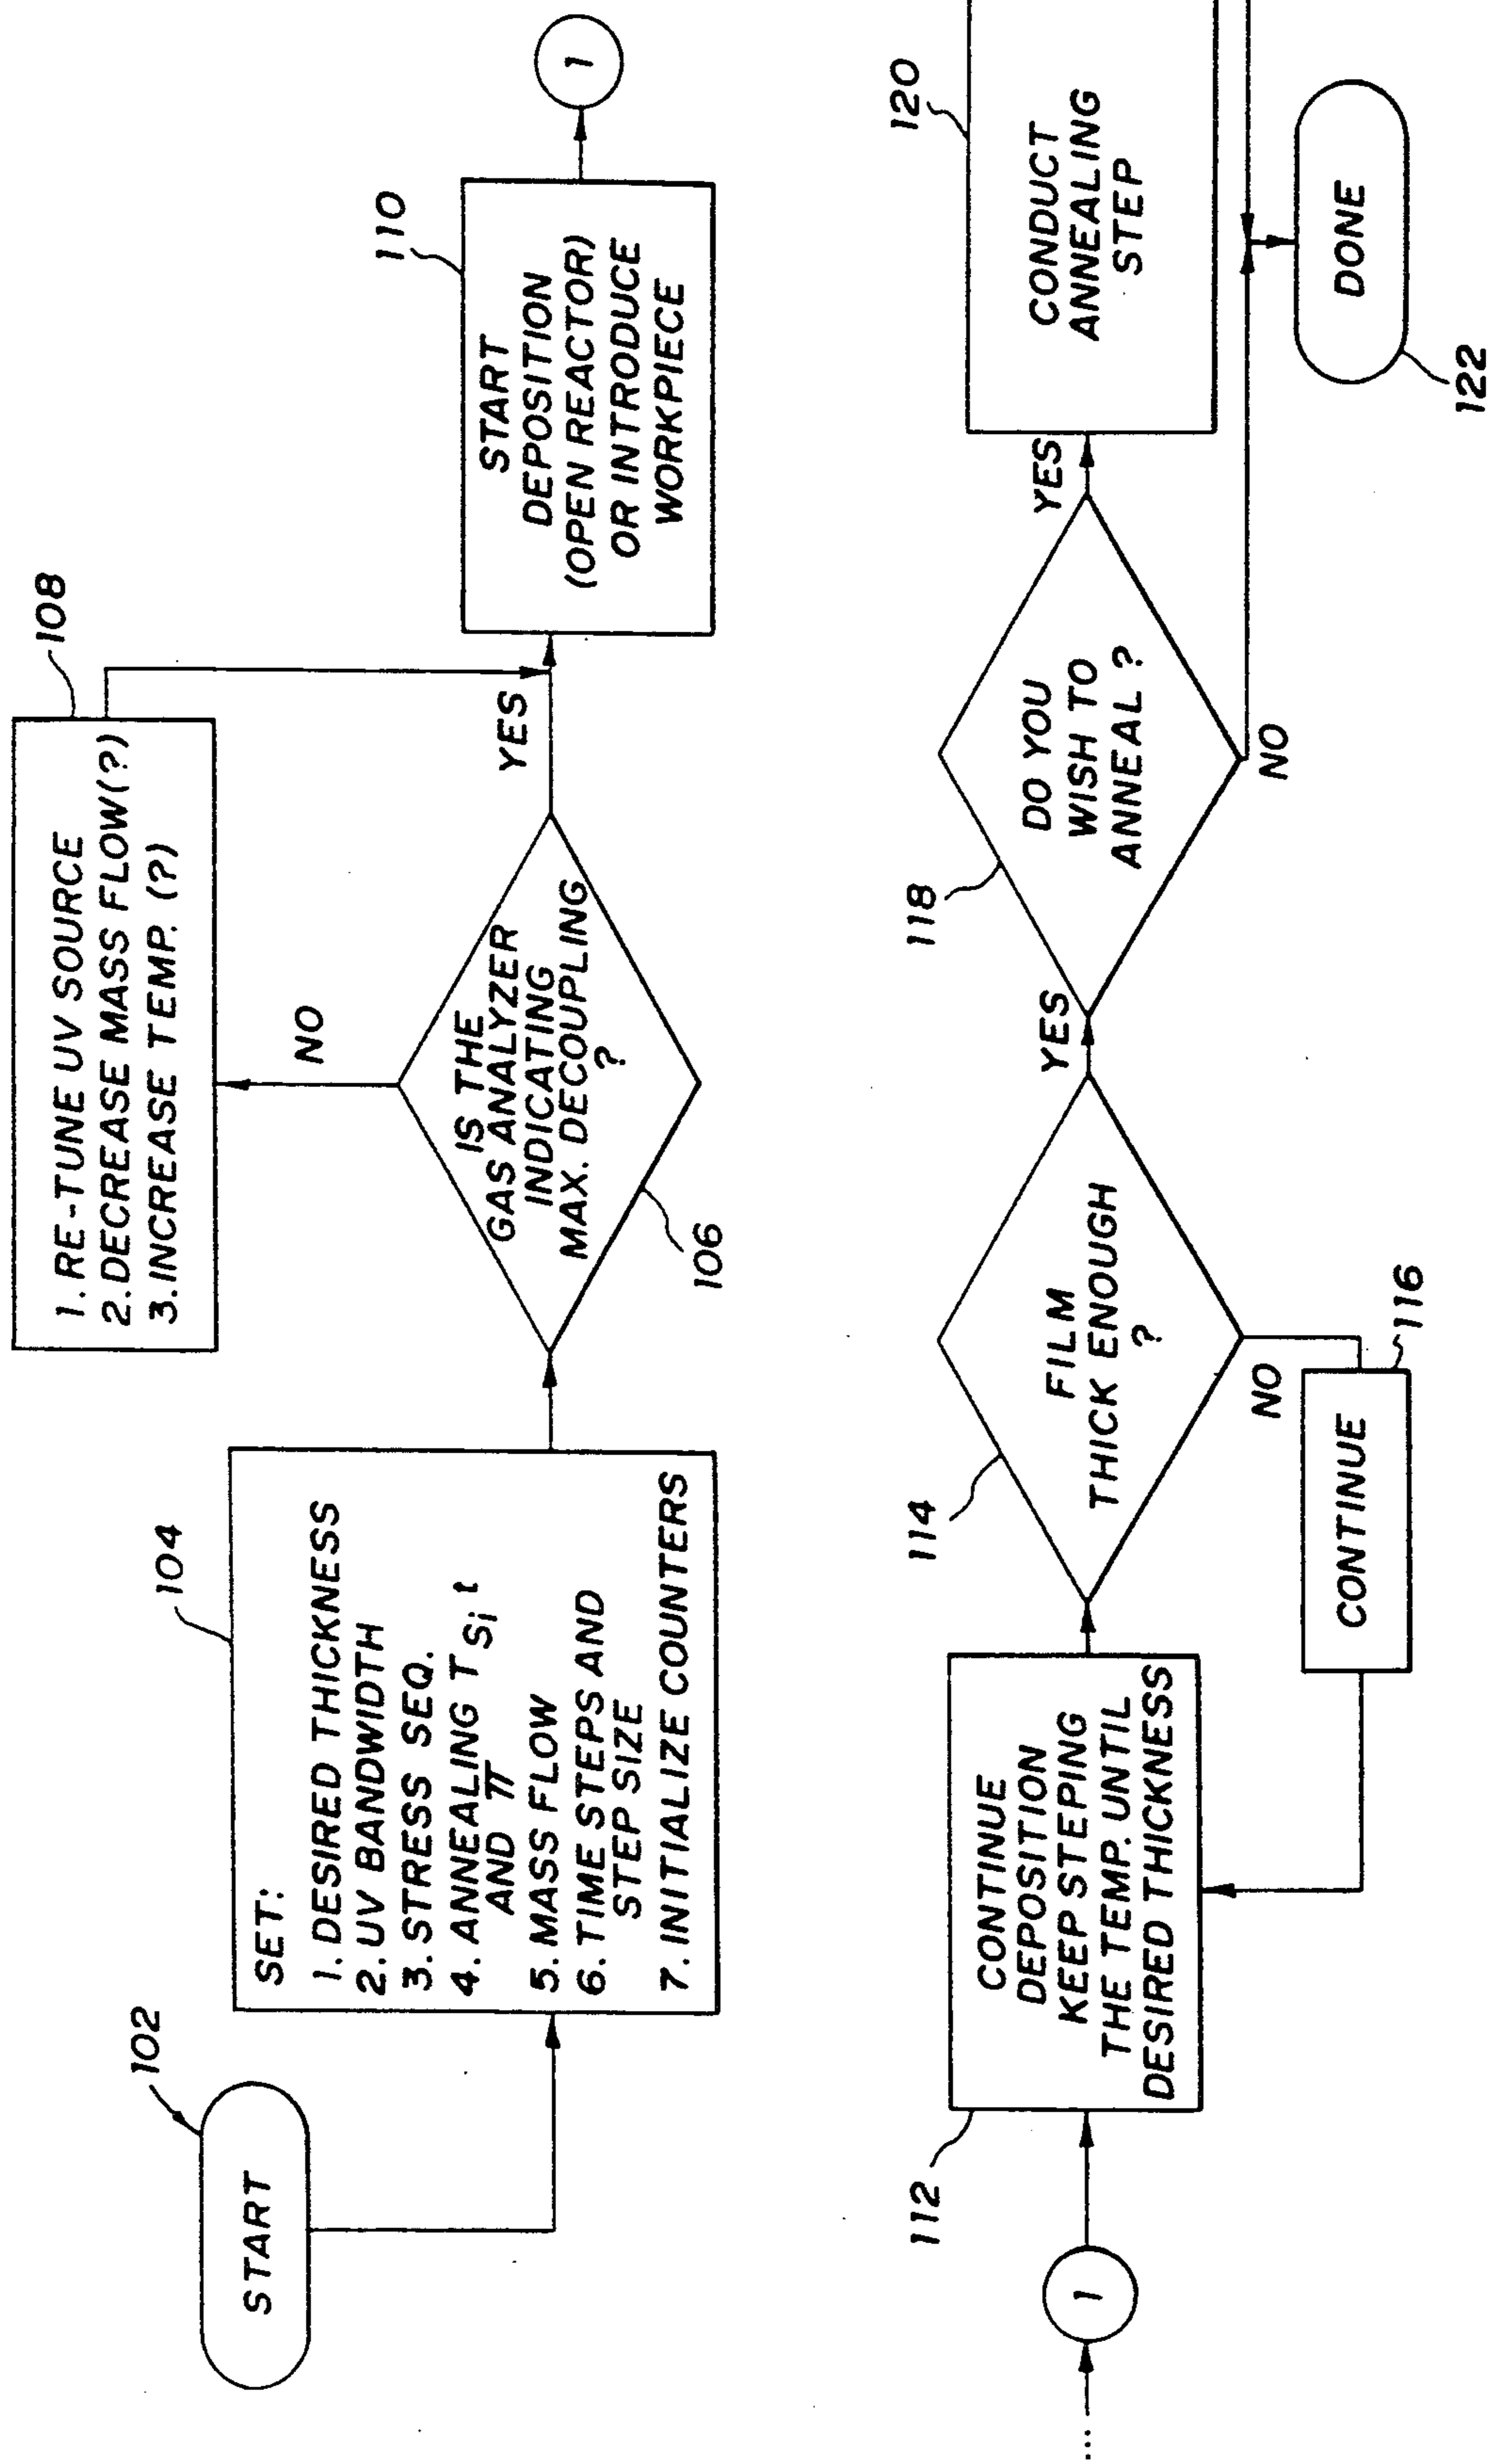 102
START
104
SET:
1. DESIRED THICKNESS
2. UV BANDWIDTH
3. STRESS SEQ.
4. ANNEALING T Si t
AND π
5. MASS FLOW
6. TIME STEPS AND
STEP SIZE
7. INITIALIZE COUNTERS
106
IS THE
GAS ANALYZER
INDICATING
MAX. DECOUPLING
?
NO
YES
108
1. RE-TUNE UV SOURCE
2. DECREASE MASS FLOW(?)
3. INCREASE TEMP. (?)
110
START
DEPOSITION
(OPEN REACTOR)
OR INTRODUCE
WORKPIECE
1
...
1
112
CONTINUE
DEPOSITION
KEEP STEPING
THE TEMP. UNTIL
DESIRED THICKNESS
114
FILM
THICK ENOUGH
?
NO
116
CONTINUE
YES
118
DO YOU
WISH TO
ANNEAL ?
NO
YES
120
CONDUCT
ANNEALING
STEP
DONE
122